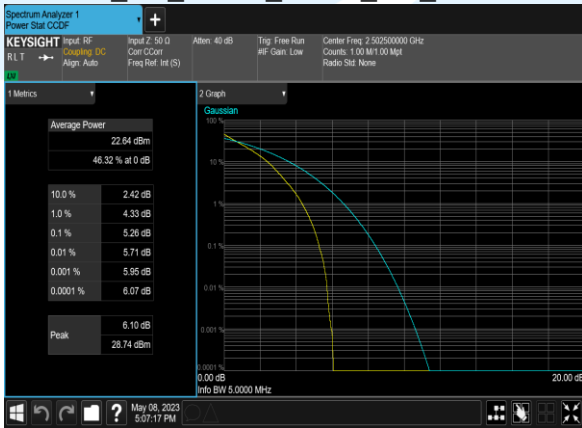 Spectrum Analyzer 1
Power Stat CCDF
+
KEYSIGHT
R L T
LW
Input: RF
Coupling: DC
Align: Auto
Input Z: 50 Ω
Corr CCorr
Freq Ref: Int (S)
Atten: 40 dB
Trig: Free Run
#IF Gain: Low
Center Freq: 2.502500000 GHz
Counts: 1.00 M/1.00 Mpt
Radio Std: None
1 Metrics
Average Power
22.64 dBm
46.32 % at 0 dB
10.0 % 2.42 dB
1.0 % 4.33 dB
0.1 % 5.26 dB
0.01 % 5.71 dB
0.001 % 5.95 dB
0.0001 % 6.07 dB
Peak
6.10 dB
28.74 dBm
2 Graph
Gaussian
100 %
10 %
1 %
0.1 %
0.01 %
0.001 %
0.0001 %
0.00 dB
20.00 dB
Info BW 5.0000 MHz
?
May 08, 2023
5:07:17 PM